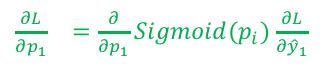 ∂L/∂p₁ = ∂/∂p₁ Sigmoid(pᵢ) ∂L/∂ŷ₁